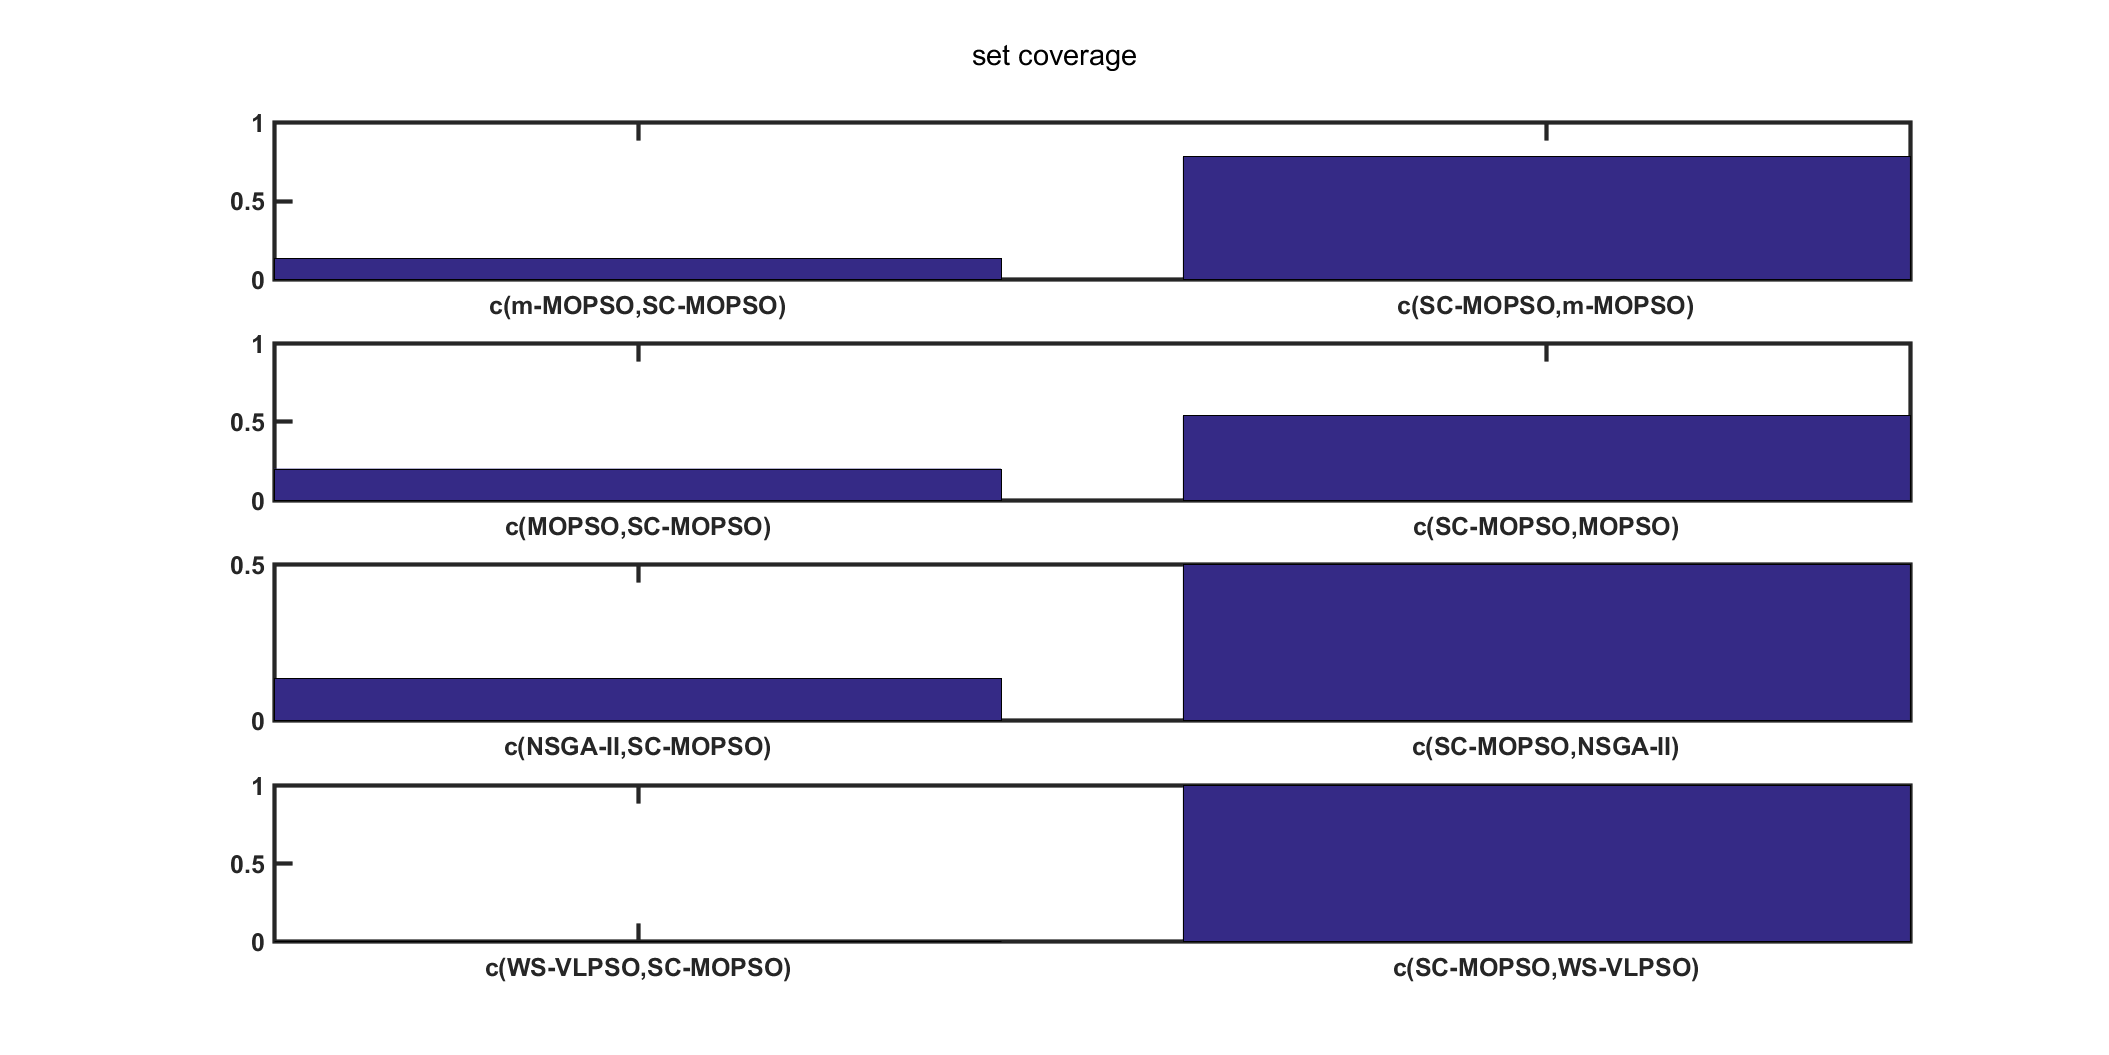 set coverage
1
0.5
0
c(m-MOPSO,SC-MOPSO) c(SC-MOPSO,m-MOPSO)
1
0.5
0
c(MOPSO,SC-MOPSO) c(SC-MOPSO,MOPSO)
0.5
0
c(NSGA-II,SC-MOPSO) c(SC-MOPSO,NSGA-II)
1
0.5
0
c(WS-VLPSO,SC-MOPSO) c(SC-MOPSO,WS-VLPSO)